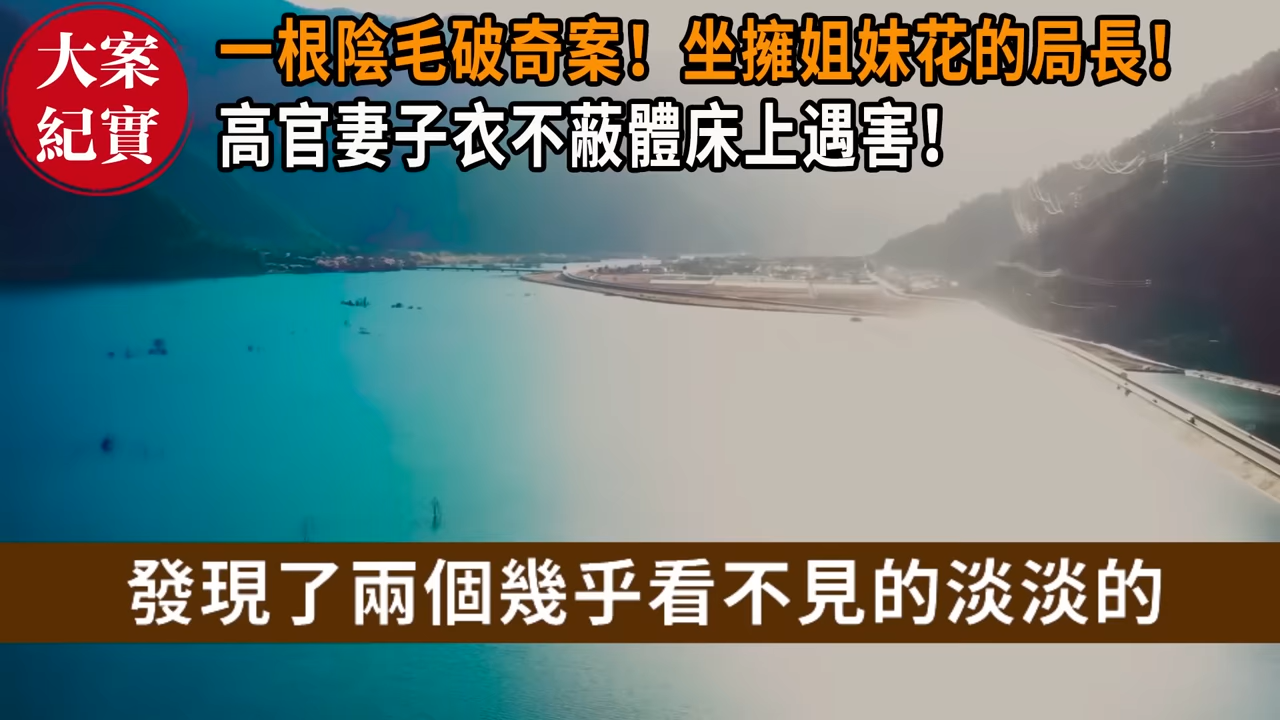 大案
紀實
一根陰毛破奇案！坐擁姐妹花的局長！
高官妻子衣不蔽體床上遇害！
發現了兩個幾乎看不見的淡淡的